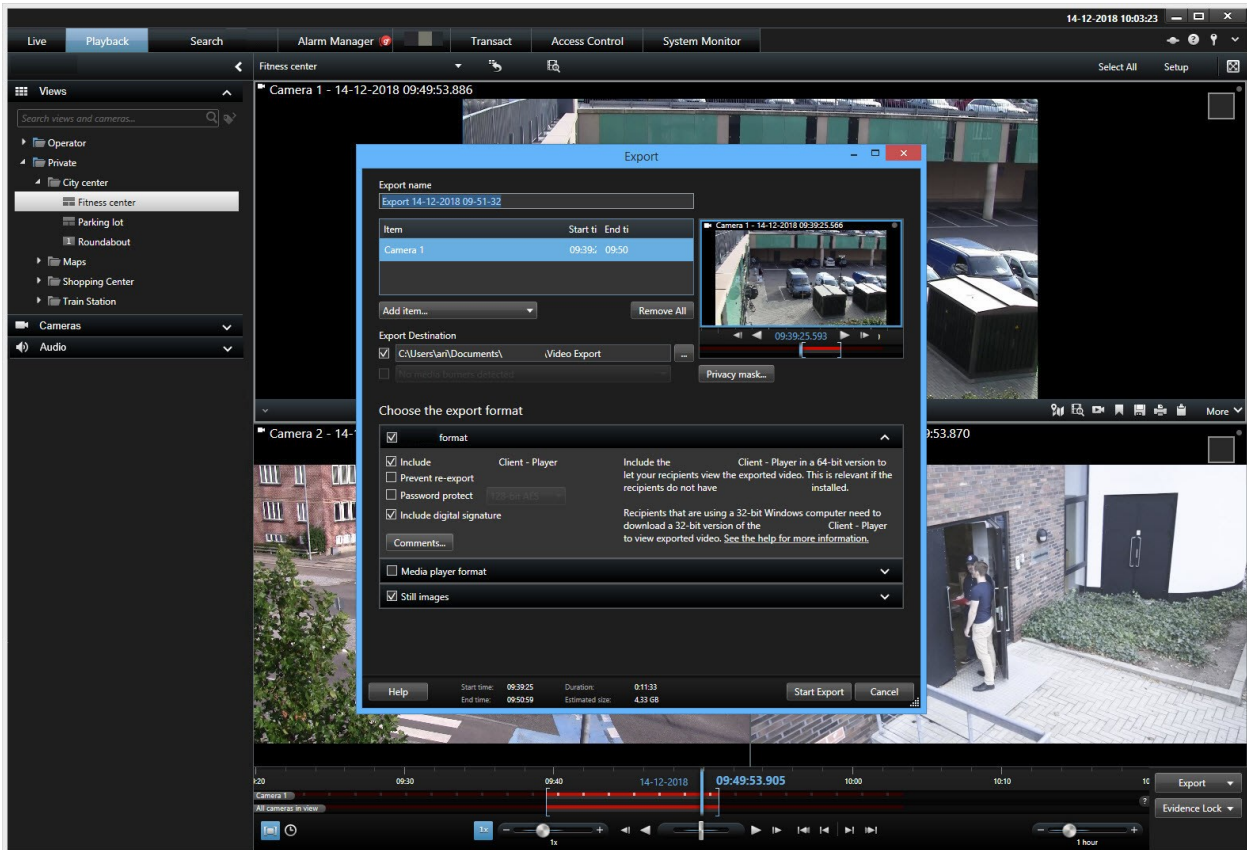 14-12-2018 10:03:23
Live Playback Search Alarm Manager 9 Transact Access Control System Monitor
Fitness center Select All Setup
Views
Search views and cameras...
Operator
Private
City center
Fitness center
Parking lot
1 Roundabout
Maps
Shopping Center
Train Station
Cameras
Audio
Camera 1 - 14-12-2018 09:49:53.886
More
Camera 2 - 14-
9:53.870
Export
Export name
Export 14-12-2018 09-51-32
Item Start ti End ti
Camera 1 09:39:2 09:50
Add item... Remove All
Camera 1 - 14-12-2018 09:39:25.566
09:39:25.593
Export Destination
C:\Users\ari\Documents\ \Video Export ...
No media burners detected
Privacy mask...
Choose the export format
format
Include Client - Player
Prevent re-export
Password protect 128-bit AES
Include digital signature
Comments...
Include the Client - Player in a 64-bit version to
let your recipients view the exported video. This is relevant if the
recipients do not have installed.
Recipients that are using a 32-bit Windows computer need to
download a 32-bit version of the Client - Player
to view exported video. See the help for more information.
Media player format
Still images
Help
Start time: 09:39:25 Duration: 0:11:33
End time: 09:50:59 Estimated size: 4,33 GB
Start Export Cancel
:20 09:30 09:40 14-12-2018 09:49:53.905 10:00 10:10 10
Camera 1
All cameras in view
Export
Evidence Lock
1x
1x
1 hour